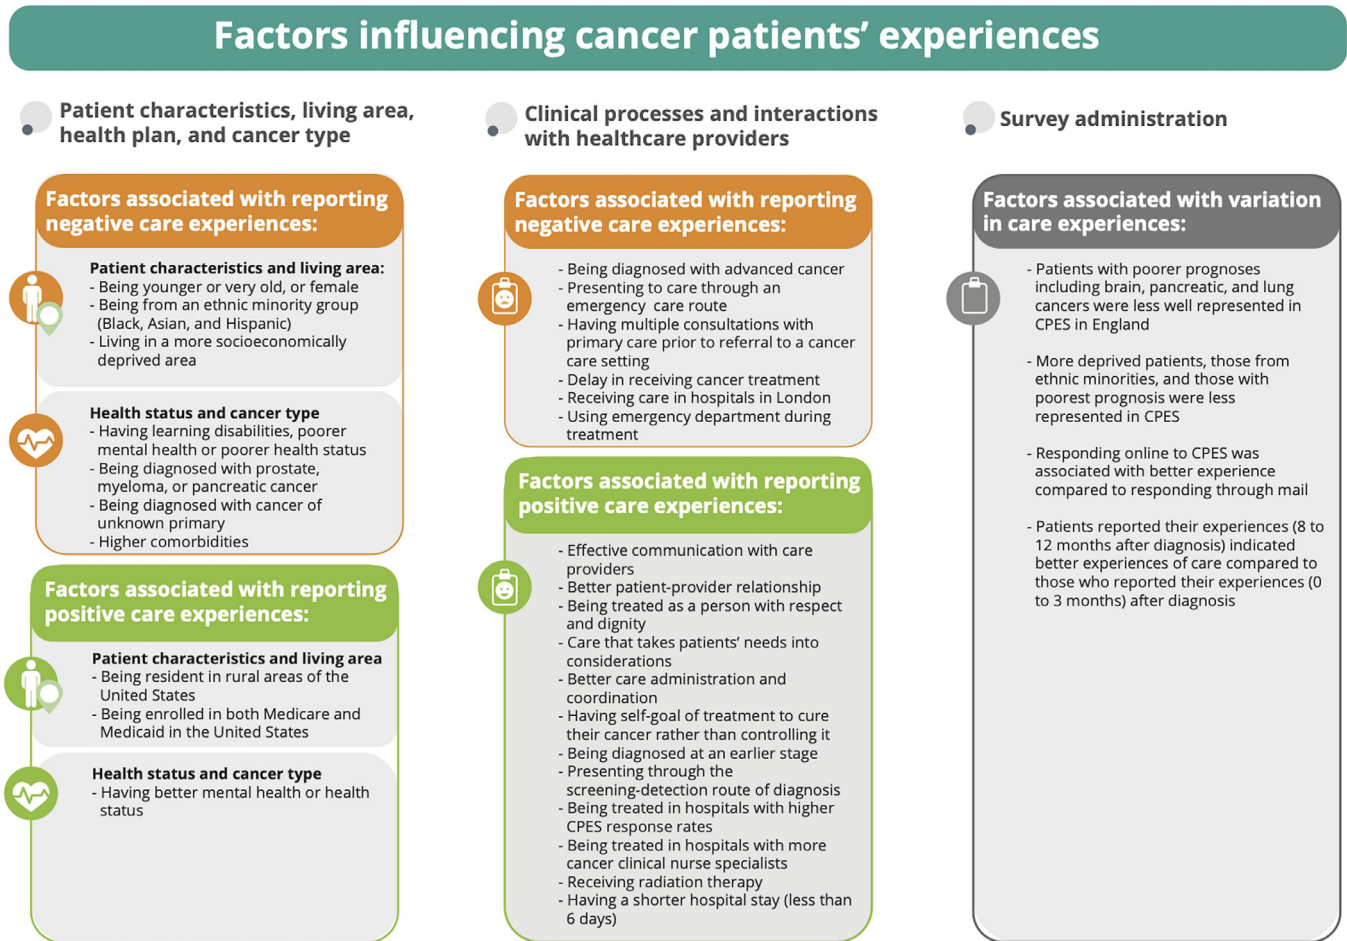 Factors influencing cancer patients’ experiences
Patient characteristics, living area,
health plan, and cancer type
Factors associated with reporting
negative care experiences:
Patient characteristics and living area:
- Being younger or very old, or female
- Being from an ethnic minority group
(Black, Asian, and Hispanic)
- Living in a more socioeconomically
deprived area
Health status and cancer type
- Having learning disabilities, poorer
mental health or poorer health status
- Being diagnosed with prostate,
myeloma, or pancreatic cancer
- Being diagnosed with cancer of
unknown primary
- Higher comorbidities
Factors associated with reporting
positive care experiences:
Patient characteristics and living area
- Being resident in rural areas of the
United States
- Being enrolled in both Medicare and
Medicaid in the United States
Health status and cancer type
- Having better mental health or health
status
Clinical processes and interactions
with healthcare providers
Factors associated with reporting
negative care experiences:
- Being diagnosed with advanced cancer
- Presenting to care through an
emergency care route
- Having multiple consultations with
primary care prior to referral to a cancer
care setting
- Delay in receiving cancer treatment
- Receiving care in hospitals in London
- Using emergency department during
treatment
Factors associated with reporting
positive care experiences:
- Effective communication with care
providers
- Better patient-provider relationship
- Being treated as a person with respect
and dignity
- Care that takes patients’ needs into
considerations
- Better care administration and
coordination
- Having self-goal of treatment to cure
their cancer rather than controlling it
- Being diagnosed at an earlier stage
- Presenting through the
screening-detection route of diagnosis
- Being treated in hospitals with higher
CPES response rates
- Being treated in hospitals with more
cancer clinical nurse specialists
- Receiving radiation therapy
- Having a shorter hospital stay (less than
6 days)
Survey administration
Factors associated with variation
in care experiences:
- Patients with poorer prognoses
including brain, pancreatic, and lung
cancers were less well represented in
CPES in England
- More deprived patients, those from
ethnic minorities, and those with
poorest prognosis were less
represented in CPES
- Responding online to CPES was
associated with better experience
compared to responding through mail
- Patients reported their experiences (8 to
12 months after diagnosis) indicated
better experiences of care compared to
those who reported their experiences (0
to 3 months) after diagnosis